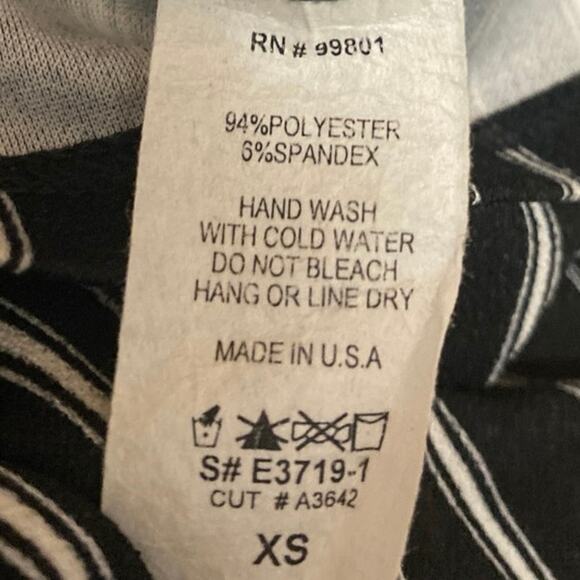 RN # 99801
94%POLYESTER
6%SPANDEX
HAND WASH
WITH COLD WATER
DO NOT BLEACH
HANG OR LINE DRY
MADE IN U.S.A
S# E3719-1
CUT # A3642
XS